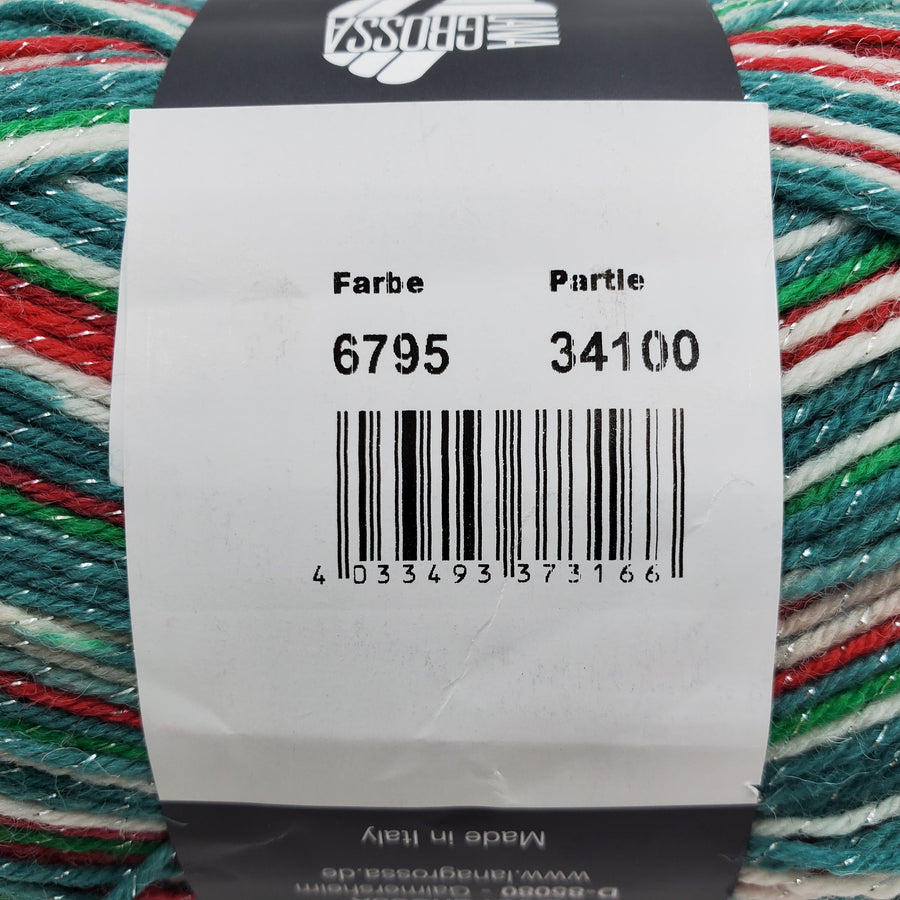 LANA
GROSSA
Farbe Partie
6795 34100
4 033493 373166
Made in Italy
www.lanagrossa.de
D-85080 - Gaimersheim